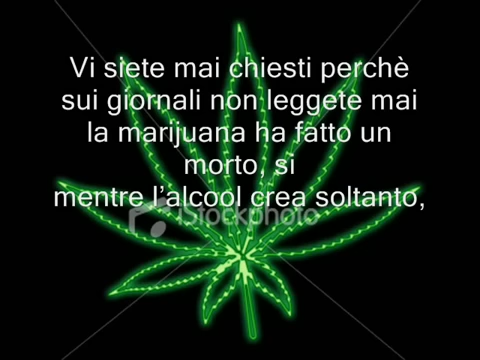 Vi siete mai chiesti perchè
sui giornali non leggete mai
la marijuana ha fatto un
morto, si
mentre l’alcool crea soltanto,
iStockphoto